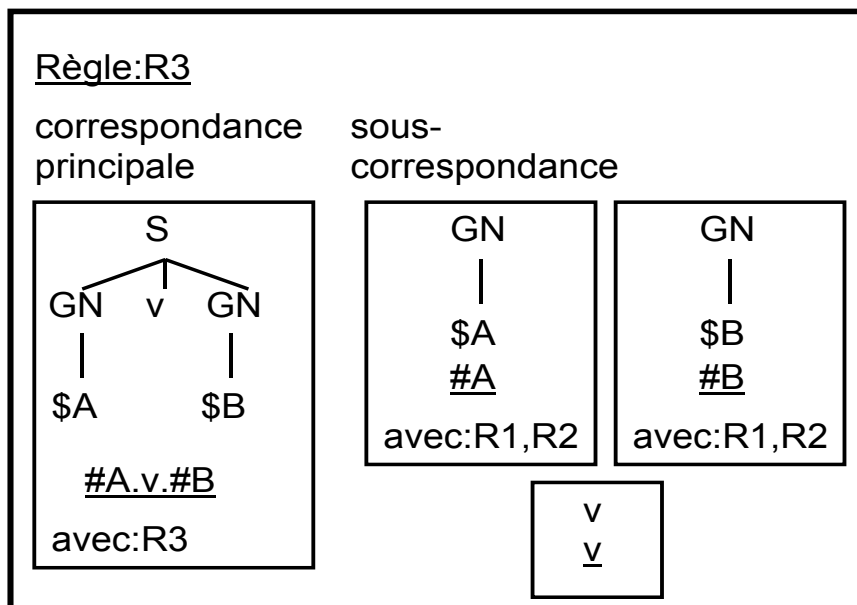 Règle:R3
correspondance principale
sous-correspondance
S
GN v GN
$A $B
#A.v.#B
avec:R3
GN
$A
#A
avec:R1,R2
GN
$B
#B
avec:R1,R2
v
v